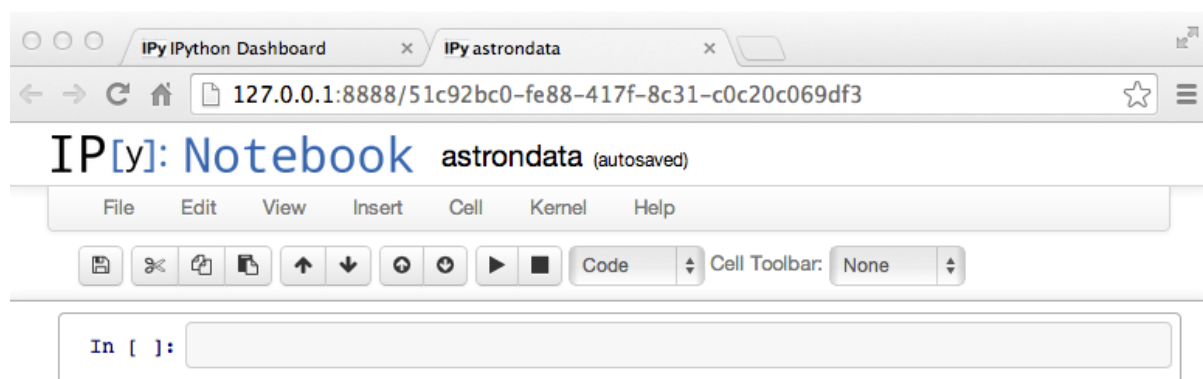 IPy IPython Dashboard × IPy astrondata ×
127.0.0.1:8888/51c92bc0-fe88-417f-8c31-c0c20c069df3
IP[y]: Notebook astrondata (autosaved)
File Edit View Insert Cell Kernel Help
Code Cell Toolbar: None
In [ ]: